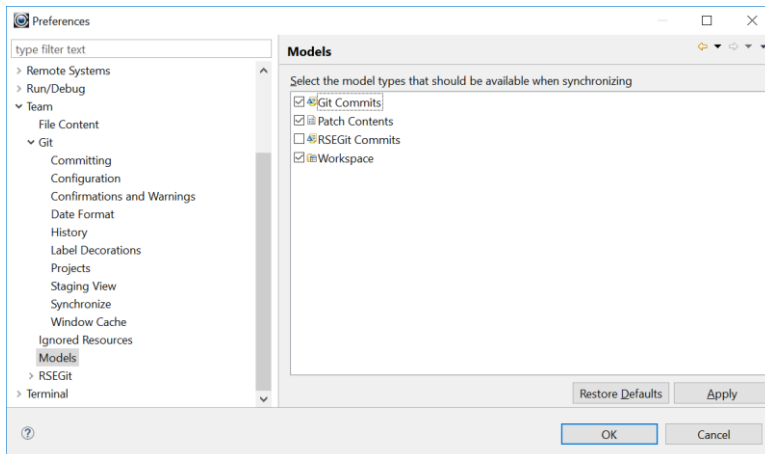 Preferences
type filter text
Remote Systems
Run/Debug
Team
File Content
Git
Committing
Configuration
Confirmations and Warnings
Date Format
History
Label Decorations
Projects
Staging View
Synchronize
Window Cache
Ignored Resources
Models
RSEGit
Terminal
Models
Select the model types that should be available when synchronizing
Git Commits
Patch Contents
RSEGit Commits
Workspace
Restore Defaults
Apply
OK
Cancel